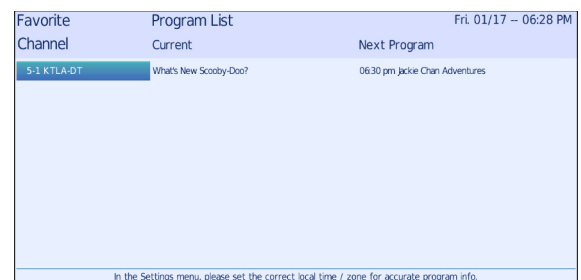 Favorite Channel
Program List
Fri. 01/17 -- 06:28 PM
Current
Next Program
5-1 KTLA-DT
What's New Scooby-Doo?
06:30 pm Jackie Chan Adventures
In the Settings menu, please set the correct local time / zone for accurate program info.